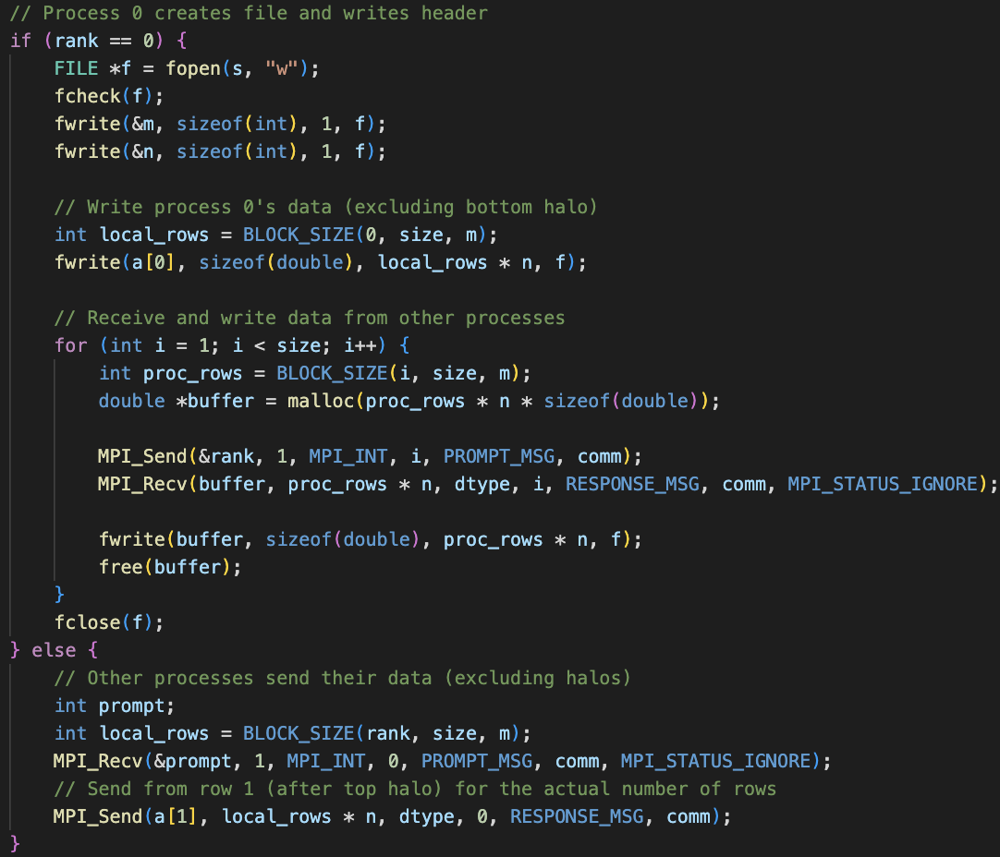 // Process 0 creates file and writes header
if (rank == 0) {
    FILE *f = fopen(s, "w");
    fcheck(f);
    fwrite(&m, sizeof(int), 1, f);
    fwrite(&n, sizeof(int), 1, f);

    // Write process 0's data (excluding bottom halo)
    int local_rows = BLOCK_SIZE(0, size, m);
    fwrite(a[0], sizeof(double), local_rows * n, f);

    // Receive and write data from other processes
    for (int i = 1; i < size; i++) {
        int proc_rows = BLOCK_SIZE(i, size, m);
        double *buffer = malloc(proc_rows * n * sizeof(double));

        MPI_Send(&rank, 1, MPI_INT, i, PROMPT_MSG, comm);
        MPI_Recv(buffer, proc_rows * n, dtype, i, RESPONSE_MSG, comm, MPI_STATUS_IGNORE);

        fwrite(buffer, sizeof(double), proc_rows * n, f);
        free(buffer);
    }
    fclose(f);
} else {
    // Other processes send their data (excluding halos)
    int prompt;
    int local_rows = BLOCK_SIZE(rank, size, m);
    MPI_Recv(&prompt, 1, MPI_INT, 0, PROMPT_MSG, comm, MPI_STATUS_IGNORE);
    // Send from row 1 (after top halo) for the actual number of rows
    MPI_Send(a[1], local_rows * n, dtype, 0, RESPONSE_MSG, comm);
}